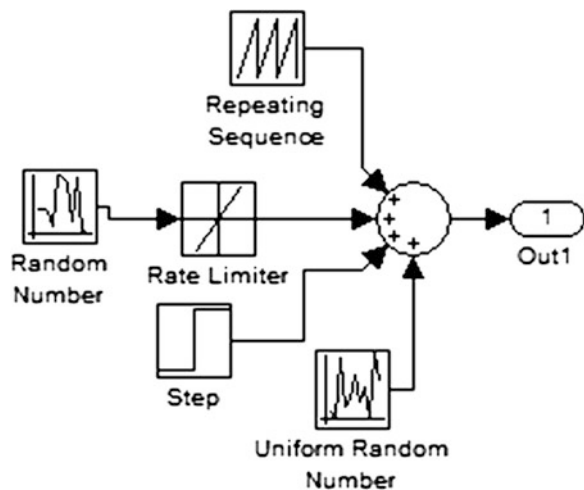 Repeating
Sequence
Random
Number
Rate Limiter
+
+
+
+
1
Out1
Step
Uniform Random
Number